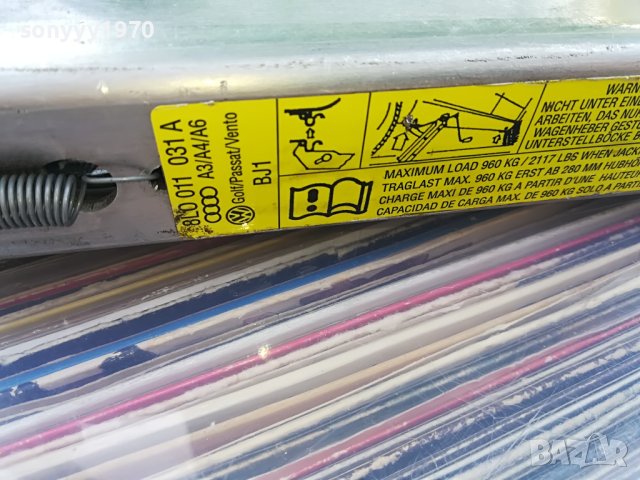 sonyyy1970
8L0 011 031 A
A3/A4/A6
Golf/Passat/Vento
BJ1
WARN
NICHT UNTER EIN
ARBEITEN, DAS NUR
WAGENHEBER GESTÜ
UNTERSTELLBÖCKE
MAXIMUM LOAD 960 KG / 2117 LBS WHEN JACK
TRAGLAST MAX. 960 KG ERST AB 280 MM HUBHÖ
CHARGE MAXI DE 960 KG A PARTIR D'UNE HAUTEU
CAPACIDAD DE CARGA MAX. DE 960 KG SOLO A PAR
BAZAR